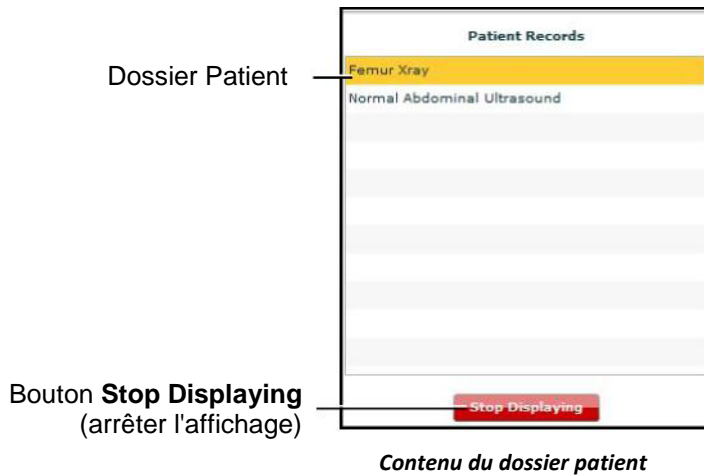 Patient Records
Dossier Patient
Femur Xray
Normal Abdominal Ultrasound
Bouton Stop Displaying
(arrêter l'affichage)
Stop Displaying
Contenu du dossier patient